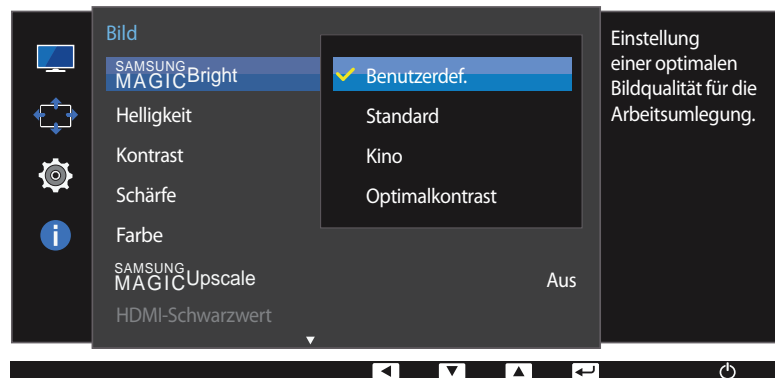 Bild
SAMSUNG MAGIC Bright
Helligkeit
Kontrast
Schärfe
Farbe
SAMSUNG MAGIC Upscale
Aus
HDMI-Schwarzwert
Benutzerdef.
Standard
Kino
Optimalkontrast
Einstellung
einer optimalen
Bildqualität für die
Arbeitsumlegung.